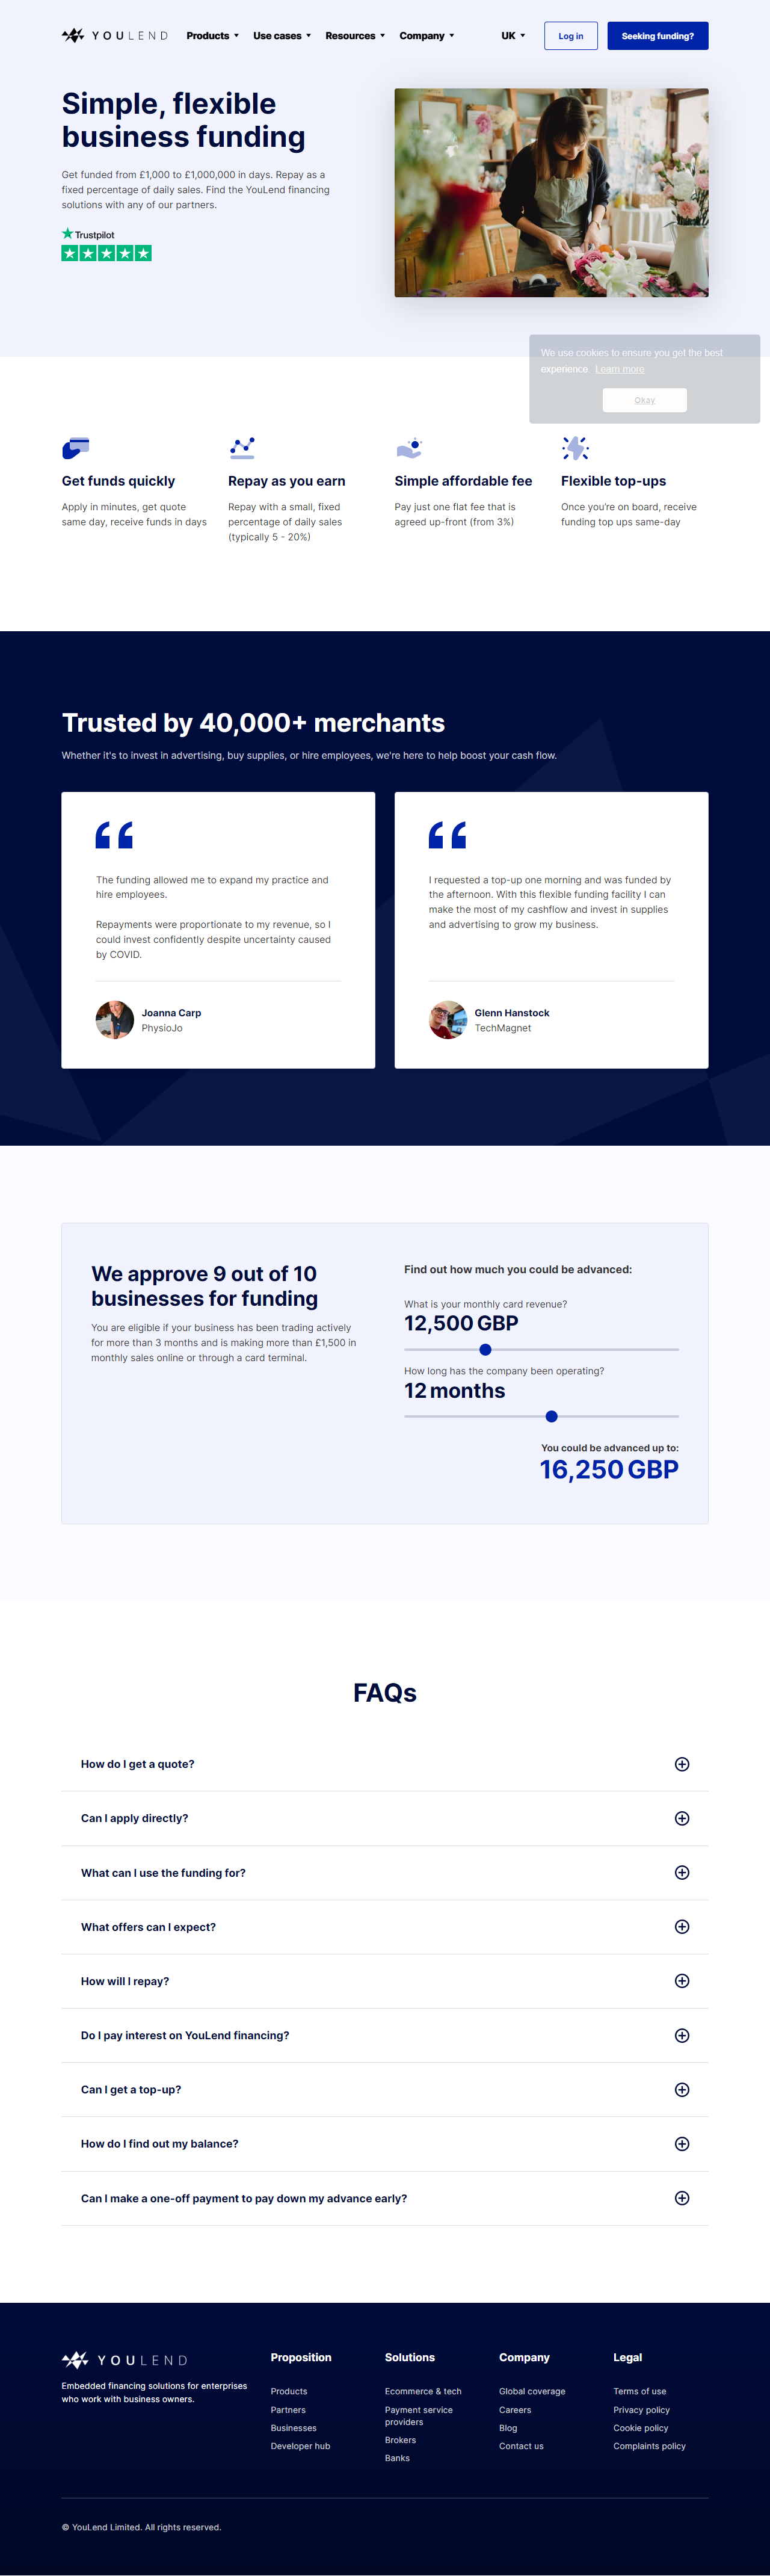 YOULEND
Products
Use cases
Resources
Company
UK
Log in
Seeking funding?
Simple, flexible
business funding
Get funded from £1,000 to £1,000,000 in days. Repay as a
fixed percentage of daily sales. Find the YouLend financing
solutions with any of our partners.
Trustpilot
We use cookies to ensure you get the best
experience. Learn more
Okay
Get funds quickly
Apply in minutes, get quote
same day, receive funds in days
Repay as you earn
Repay with a small, fixed
percentage of daily sales
(typically 5 - 20%)
Simple affordable fee
Pay just one flat fee that is
agreed up-front (from 3%)
Flexible top-ups
Once you're on board, receive
funding top ups same-day
Trusted by 40,000+ merchants
Whether it's to invest in advertising, buy supplies, or hire employees, we're here to help boost your cash flow.
The funding allowed me to expand my practice and
hire employees.
Repayments were proportionate to my revenue, so I
could invest confidently despite uncertainty caused
by COVID.
Joanna Carp
PhysioJo
I requested a top-up one morning and was funded by
the afternoon. With this flexible funding facility I can
make the most of my cashflow and invest in supplies
and advertising to grow my business.
Glenn Hanstock
TechMagnet
We approve 9 out of 10
businesses for funding
You are eligible if your business has been trading actively
for more than 3 months and is making more than £1,500 in
monthly sales online or through a card terminal.
Find out how much you could be advanced:
What is your monthly card revenue?
12,500 GBP
How long has the company been operating?
12 months
You could be advanced up to:
16,250 GBP
FAQs
How do I get a quote?
Can I apply directly?
What can I use the funding for?
What offers can I expect?
How will I repay?
Do I pay interest on YouLend financing?
Can I get a top-up?
How do I find out my balance?
Can I make a one-off payment to pay down my advance early?
YOULEND
Embedded financing solutions for enterprises
who work with business owners.
Proposition
Products
Partners
Businesses
Developer hub
Solutions
Ecommerce & tech
Payment service
providers
Brokers
Banks
Company
Global coverage
Careers
Blog
Contact us
Legal
Terms of use
Privacy policy
Cookie policy
Complaints policy
© YouLend Limited. All rights reserved.